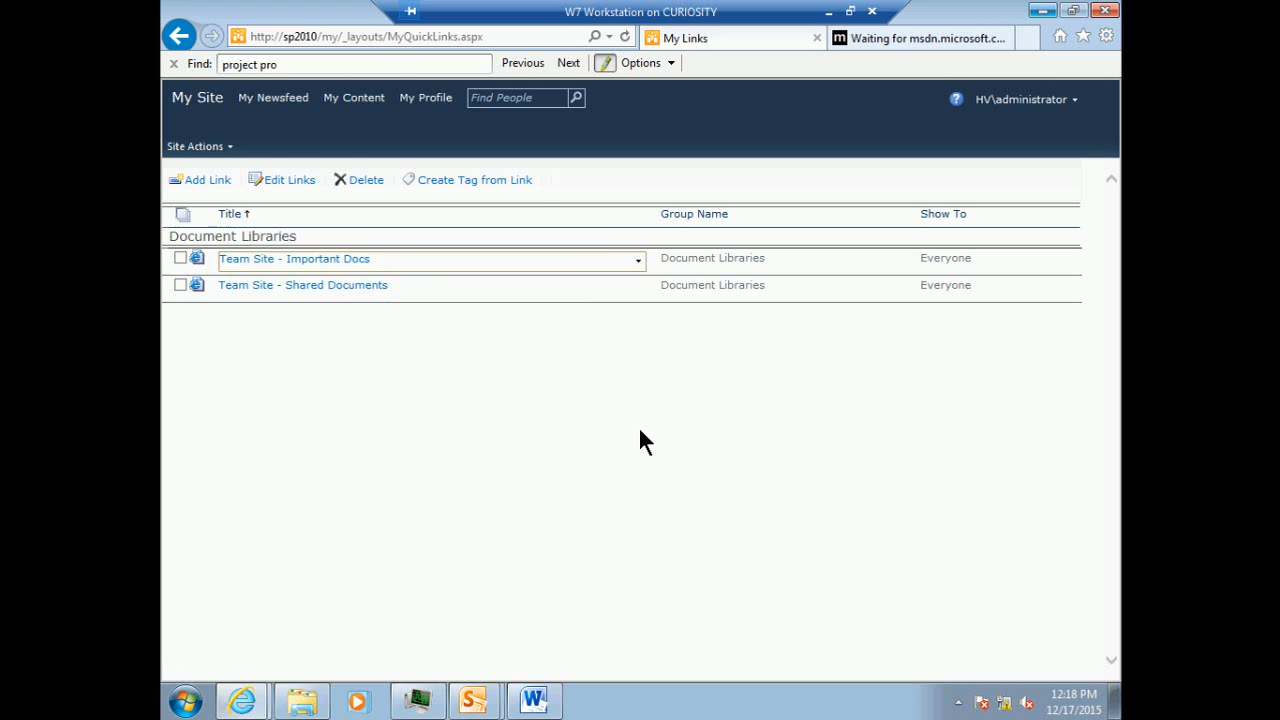 W7 Workstation on CURIOSITY
http://sp2010/my/_layouts/MyQuickLinks.aspx
My Links
Waiting for msdn.microsoft.c...
Find: project pro
Previous Next Options
My Site My Newsfeed My Content My Profile Find People
HV\administrator
Site Actions
Add Link Edit Links Delete Create Tag from Link
Title Group Name Show To
Document Libraries
Team Site - Important Docs Document Libraries Everyone
Team Site - Shared Documents Document Libraries Everyone
12:18 PM
12/17/2015